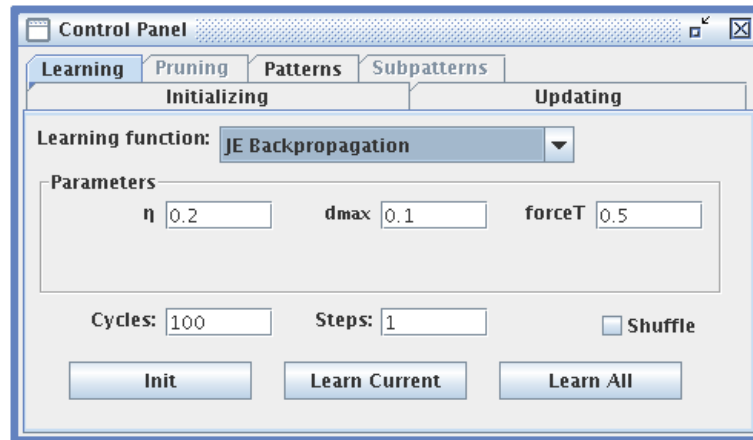 Control Panel
Learning Pruning Patterns Subpatterns
Initializing Updating
Learning function: JE Backpropagation
Parameters
η 0.2 dmax 0.1 forceT 0.5
Cycles: 100 Steps: 1 Shuffle
Init Learn Current Learn All